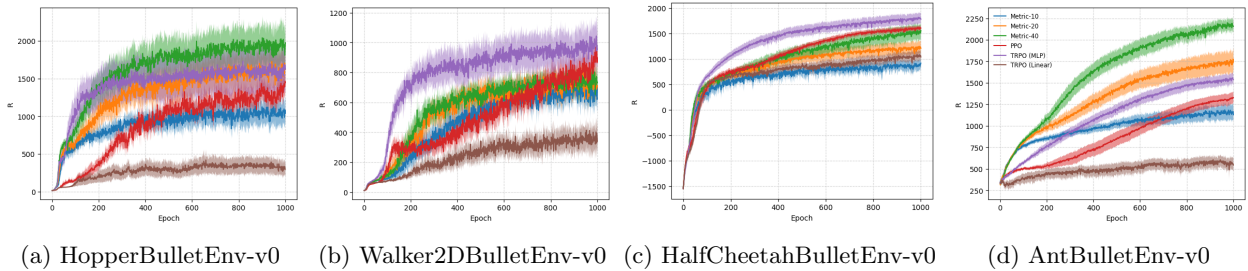 R
2000
1500
1000
500
0
0
200
400
600
800
1000
Epoch
R
1200
1000
800
600
400
200
0
0
200
400
600
800
1000
Epoch
R
2000
1500
1000
500
0
−500
−1000
−1500
0
200
400
600
800
1000
Epoch
R
2250
2000
1750
1500
1250
1000
750
500
250
0
200
400
600
800
1000
Epoch
Metric-10
Metric-20
Metric-40
PPO
TRPO (MLP)
TRPO (Linear)
(a) HopperBulletEnv-v0
(b) Walker2DBulletEnv-v0
(c) HalfCheetahBulletEnv-v0
(d) AntBulletEnv-v0